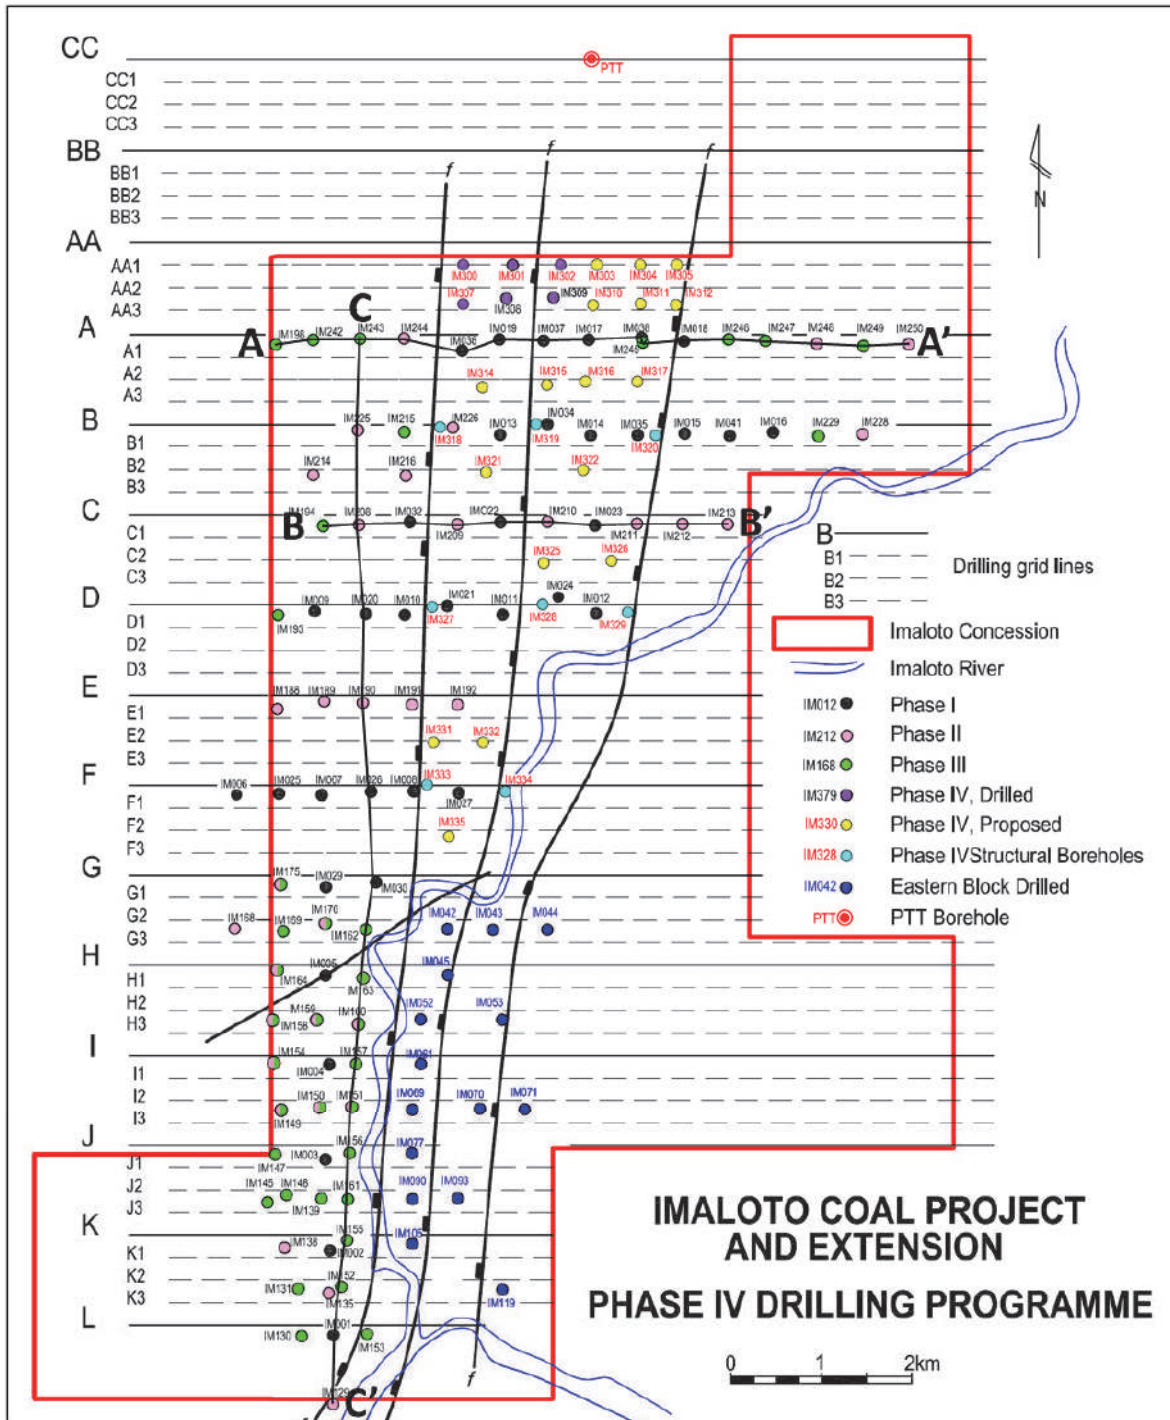 CC
PTT
CC1
CC2
CC3
BB
f
f
f
BB1
BB2
BB3
N
AA
AA1
IM300
IM301
IM302
IM303
IM304
IM305
AA2
IM307
IM309
IM310
IM311
IM312
AA3
IM308
C
A
IM198
IM242
IM243
IM244
IM019
IM037
IM017
IM038
IM018
IM246
IM247
IM248
IM249
IM250
A
A'
IM036
IM245
A1
A2
IM314
IM315
IM316
IM317
A3
B
IM225
IM215
IM226
IM013
IM034
IM014
IM035
IM015
IM041
IM016
IM229
IM228
IM318
IM319
IM320
B1
B2
IM214
IM216
IM321
IM322
B3
C
IM194
IM208
IM032
IMC22
IM210
IM023
IM213
B
B'
IM209
IM211
IM212
C1
C2
IM325
IM326
C3
D
IM009
IM020
IM010
IM021
IM011
IM024
IM012
IM327
IM328
IM329
D1
IM193
D2
D3
E
IM188
IM189
IM190
IM191
IM192
E1
E2
IM331
IM332
E3
F
IM006
IM025
IM007
IM026
IM008
IM333
IM334
IM027
F1
F2
IM335
F3
G
IM175
IM029
IM030
G1
G2
IM168
IM169
IM170
IM162
IM042
IM043
IM044
G3
H
IM005
IM045
IM164
IM163
H1
H2
IM159
IM160
IM052
IM053
H3
IM158
I
IM154
IM157
IM061
IM004
I1
I2
IM150
IM151
IM069
IM070
IM071
I3
IM149
J
IM156
IM003
IM077
J1
IM147
J2
IM145
IM146
IM161
IM090
IM093
J3
IM139
K
IM155
IM105
IM138
K1
IM002
K2
IM131
IM152
K3
IM135
IM119
L
IM001
IM130
IM153
f
IM129
C'
B
B1
B2
B3
Drilling grid lines
Imaloto Concession
Imaloto River
IM012 Phase I
IM212 Phase II
IM168 Phase III
IM379 Phase IV, Drilled
IM330 Phase IV, Proposed
IM328 Phase IVStructural Boreholes
IM042 Eastern Block Drilled
PTT PTT Borehole
IMALOTO COAL PROJECT
AND EXTENSION
PHASE IV DRILLING PROGRAMME
0 1 2km